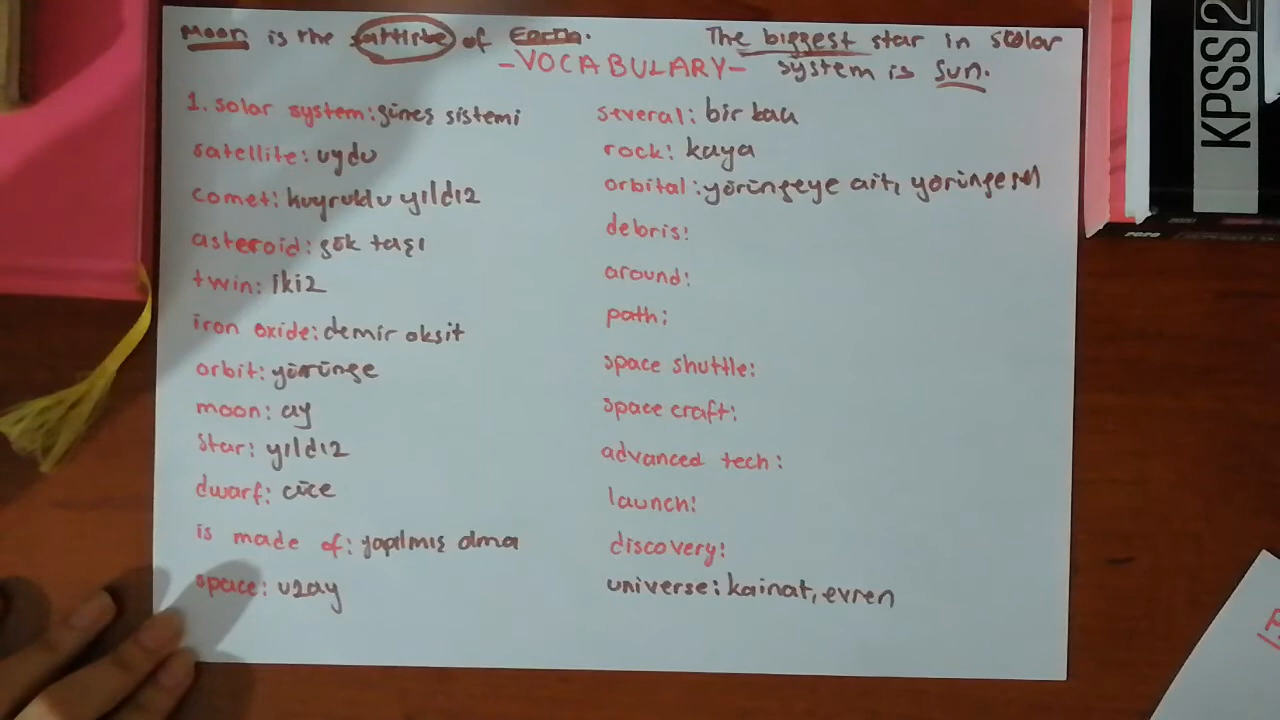 Moon is the of Earth.
The biggest star in solar
system is Sun.
-VOCABULARY-
1. solar system: güneş sistemi
satellite: uydu
comet: kuyruklu yıldız
asteroid: gök taşı
twin: ikiz
iron oxide: demir oksit
orbit: yörünge
moon: ay
star: yıldız
dwarf: cüce
is made of: yapılmış olma
space: uzay
several: bir kaç
rock: kaya
orbital: yörüngeye ait, yörüngesel
debris:
around:
path:
space shuttle:
space craft:
advanced tech:
launch:
discovery:
universe: kainat, evren
KPSS2